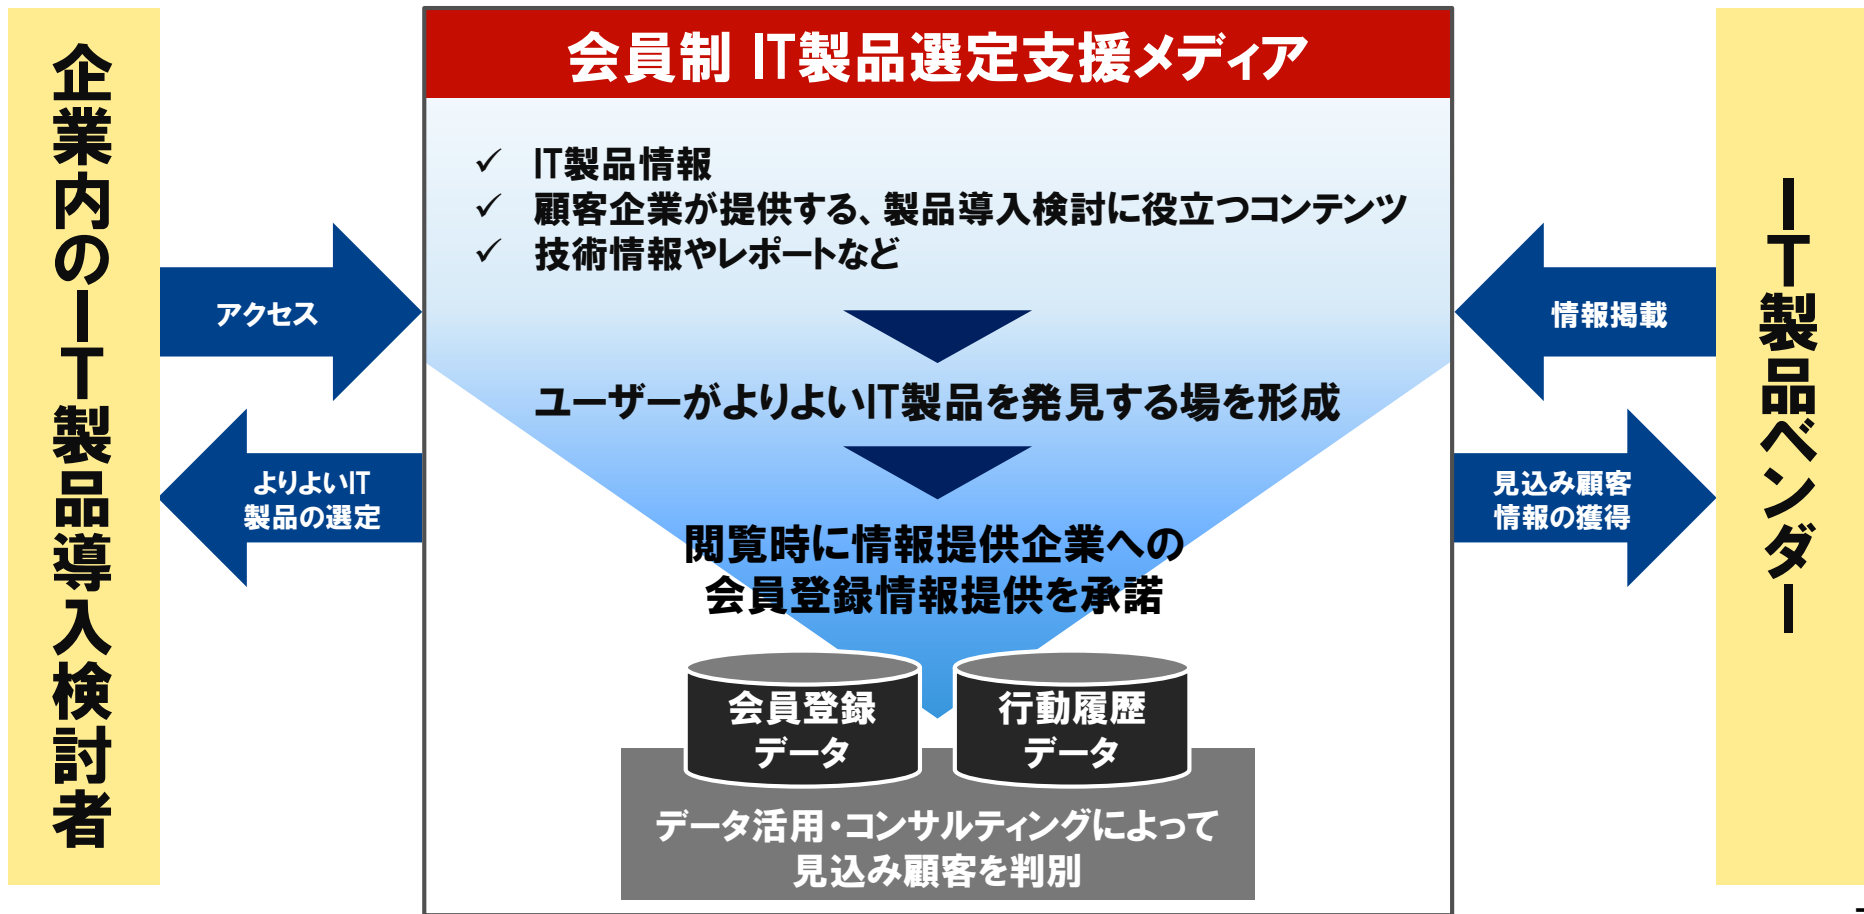 企業内のIT製品導入検討者
会員制 IT製品選定支援メディア
✓ IT製品情報
✓ 顧客企業が提供する、製品導入検討に役立つコンテンツ
✓ 技術情報やレポートなど
アクセス
情報掲載
ユーザーがよりよいIT製品を発見する場を形成
よりよいIT
製品の選定
見込み顧客
情報の獲得
閲覧時に情報提供企業への
会員登録情報提供を承諾
会員登録
データ
行動履歴
データ
データ活用・コンサルティングによって
見込み顧客を判別
IT製品ベンダー